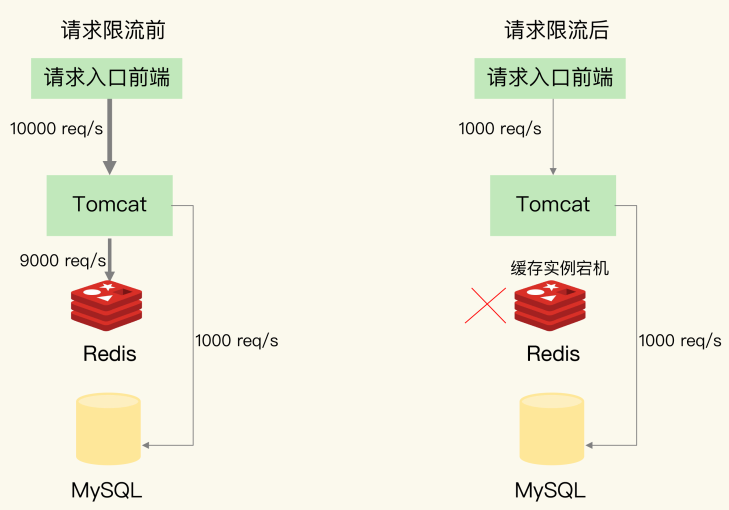 请求限流前
请求入口前端
10000 req/s
Tomcat
9000 req/s
Redis
1000 req/s
MySQL
请求限流后
请求入口前端
1000 req/s
Tomcat
缓存实例宕机
Redis
1000 req/s
MySQL